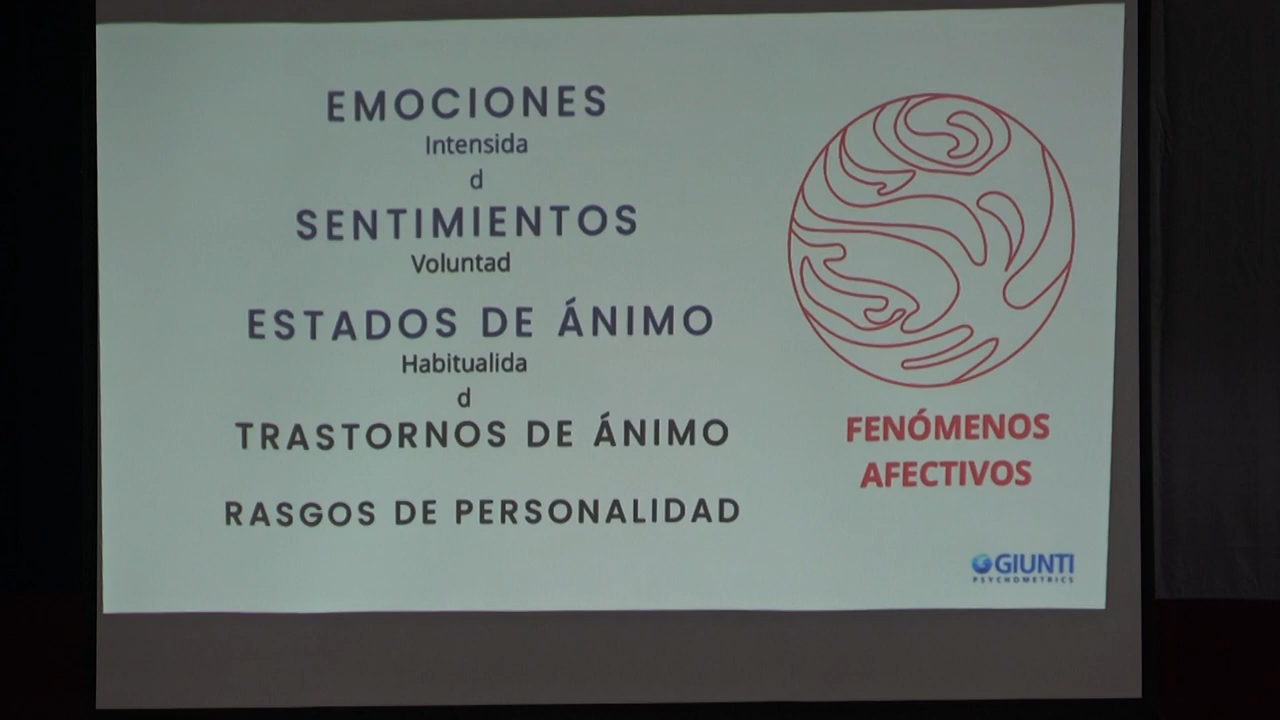 EMOCIONES
Intensida
d
SENTIMIENTOS
Voluntad
ESTADOS DE ÁNIMO
Habitualida
d
TRASTORNOS DE ÁNIMO
RASGOS DE PERSONALIDAD
FENÓMENOS
AFECTIVOS
GIUNTI
PSYCHOMETRICS